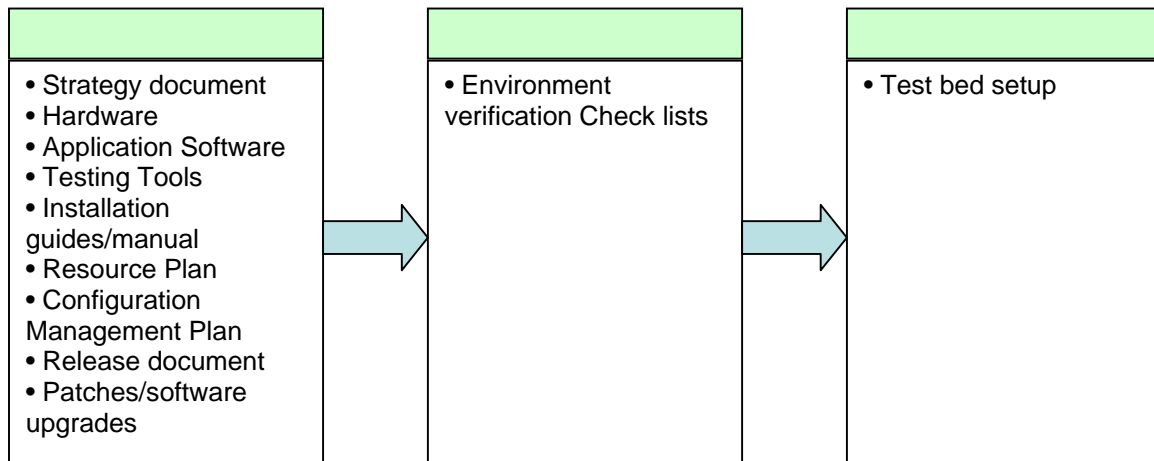 • Strategy document
• Hardware
• Application Software
• Testing Tools
• Installation
guides/manual
• Resource Plan
• Configuration
Management Plan
• Release document
• Patches/software
upgrades
• Environment
verification Check lists
• Test bed setup